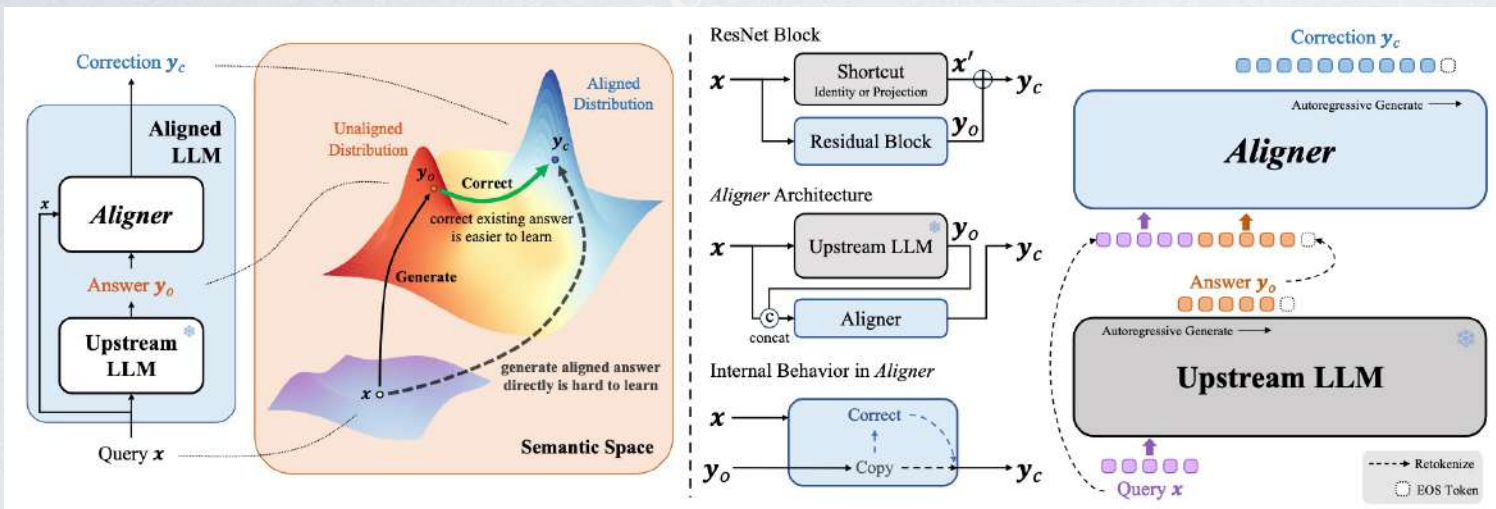 Correction y_c
Aligned
LLM
x
Aligner
Answer y_o
Upstream
LLM
Query x
Aligned
Distribution
Unaligned
Distribution
y_o
y_c
Correct
correct existing answer
is easier to learn
Generate
generate aligned answer
directly is hard to learn
x
Semantic Space
ResNet Block
x
Shortcut
Identity or Projection
x'
y_c
Residual Block
y_o
Aligner Architecture
x
Upstream LLM
y_o
y_c
c
concat
Aligner
Internal Behavior in Aligner
x
Correct
y_o
Copy
y_c
Correction y_c
Autoregressive Generate
Aligner
Answer y_o
Autoregressive Generate
Upstream LLM
Query x
Retokenize
EOS Token